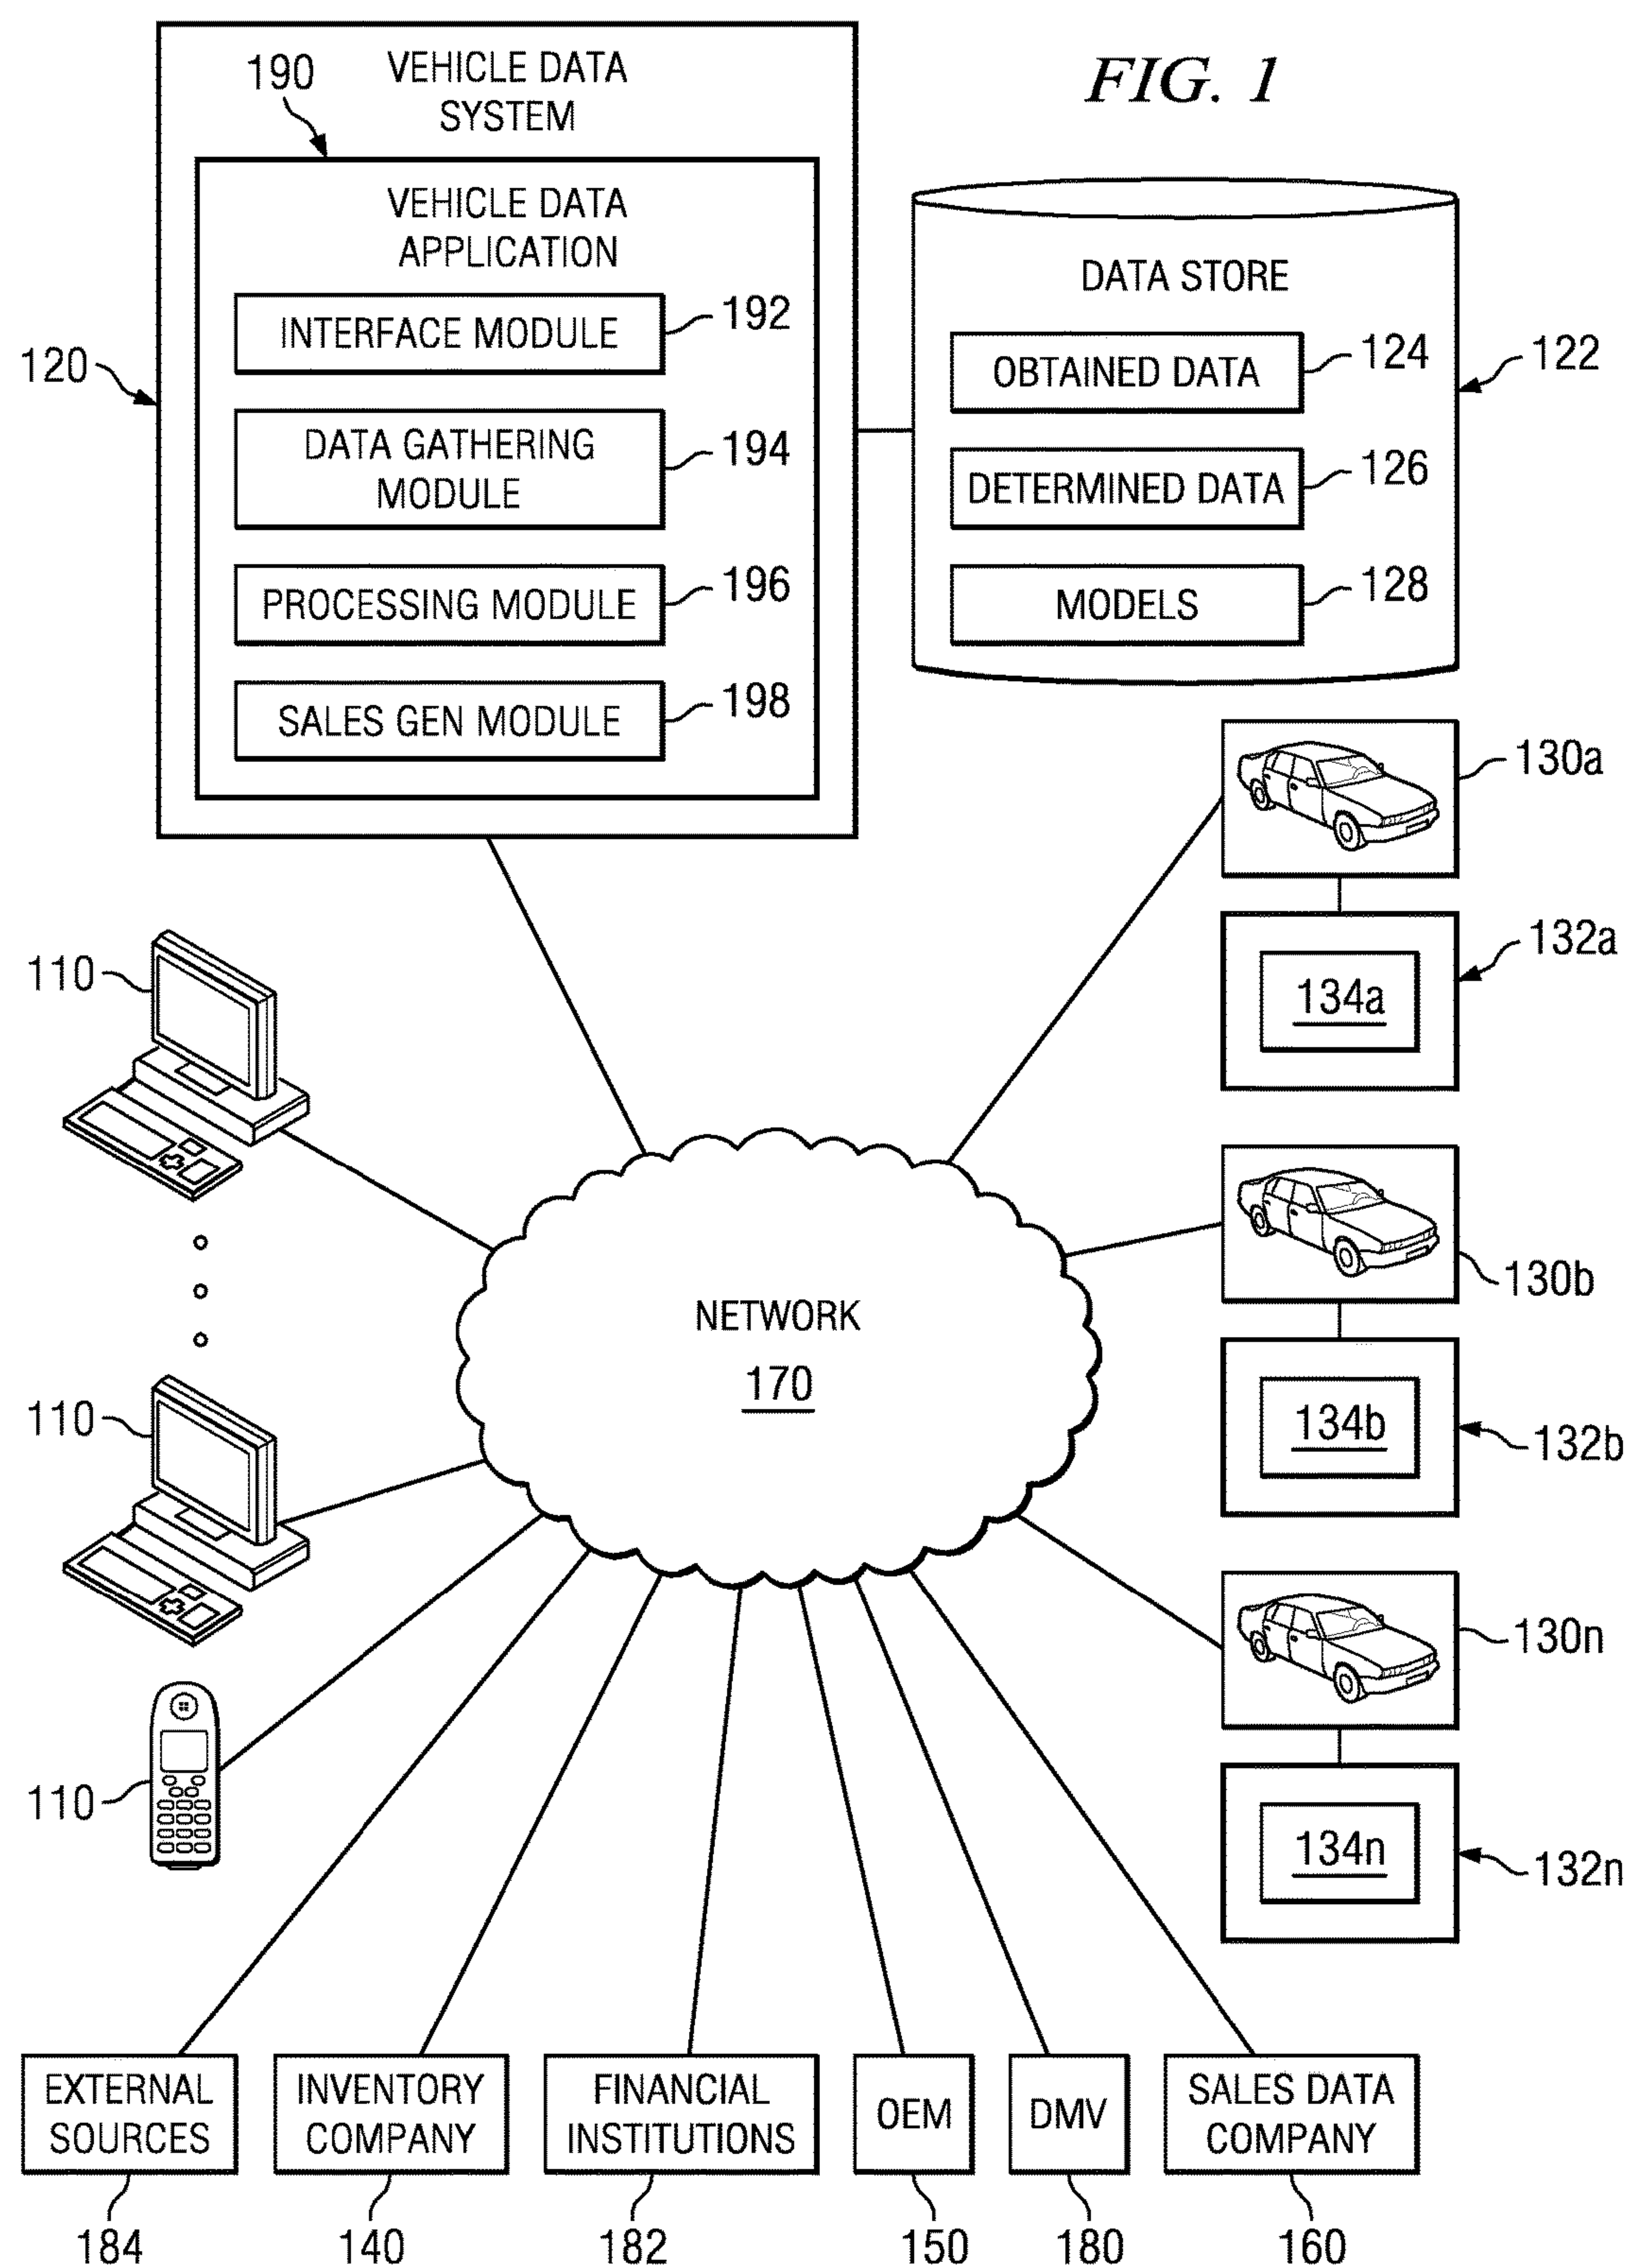 FIG. 1
VEHICLE DATA
SYSTEM
190
VEHICLE DATA
APPLICATION
INTERFACE MODULE
192
DATA GATHERING
MODULE
194
PROCESSING MODULE
196
SALES GEN MODULE
198
120
DATA STORE
OBTAINED DATA
124
DETERMINED DATA
126
MODELS
128
122
130a
132a
134a
110
130b
NETWORK
170
134b
132b
110
130n
110
134n
132n
EXTERNAL
SOURCES
INVENTORY
COMPANY
FINANCIAL
INSTITUTIONS
OEM
DMV
SALES DATA
COMPANY
184
140
182
150
180
160